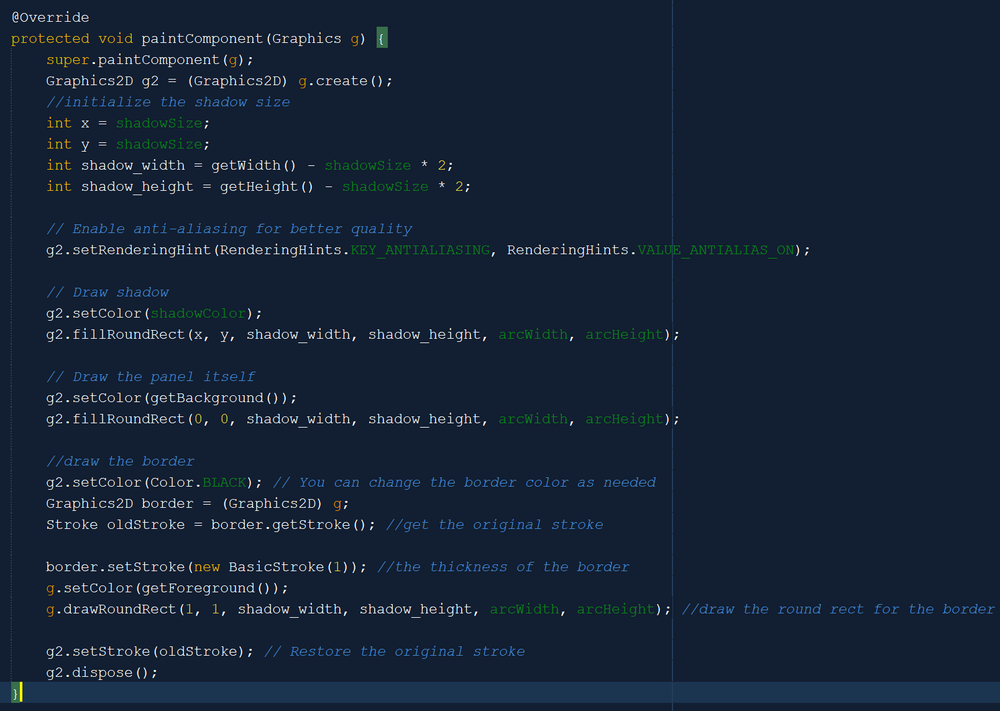 @Override
protected void paintComponent(Graphics g) {
    super.paintComponent(g);
    Graphics2D g2 = (Graphics2D) g.create();
    //initialize the shadow size
    int x = shadowSize;
    int y = shadowSize;
    int shadow_width = getWidth() - shadowSize * 2;
    int shadow_height = getHeight() - shadowSize * 2;

    // Enable anti-aliasing for better quality
    g2.setRenderingHint(RenderingHints.KEY_ANTIALIASING, RenderingHints.VALUE_ANTIALIAS_ON);

    // Draw shadow
    g2.setColor(shadowColor);
    g2.fillRoundRect(x, y, shadow_width, shadow_height, arcWidth, arcHeight);

    // Draw the panel itself
    g2.setColor(getBackground());
    g2.fillRoundRect(0, 0, shadow_width, shadow_height, arcWidth, arcHeight);

    //draw the border
    g2.setColor(Color.BLACK); // You can change the border color as needed
    Graphics2D border = (Graphics2D) g;
    Stroke oldStroke = border.getStroke(); //get the original stroke

    border.setStroke(new BasicStroke(1)); //the thickness of the border
    g.setColor(getForeground());
    g.drawRoundRect(1, 1, shadow_width, shadow_height, arcWidth, arcHeight); //draw the round rect for the border

    g2.setStroke(oldStroke); // Restore the original stroke
    g2.dispose();
}